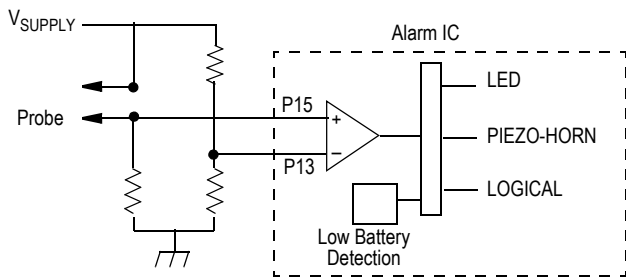 VSUPPLY
Alarm IC
LED
P15
Probe
+
PIEZO-HORN
−
P13
LOGICAL
Low Battery
Detection